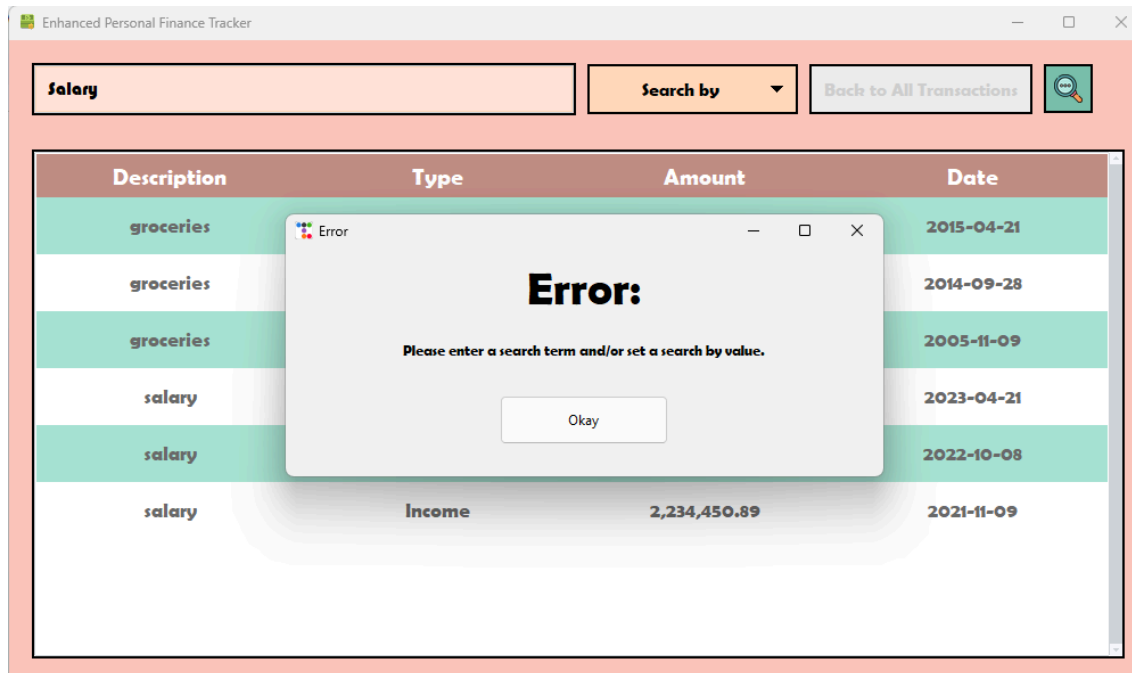 Enhanced Personal Finance Tracker
Salary Search by Back to All Transactions
Description Type Amount Date
groceries 2015-04-21
Error
groceries 2014-09-28
Error:
groceries 2005-11-09
Please enter a search term and/or set a search by value.
salary 2023-04-21
Okay
salary 2022-10-08
salary Income 2,234,450.89 2021-11-09